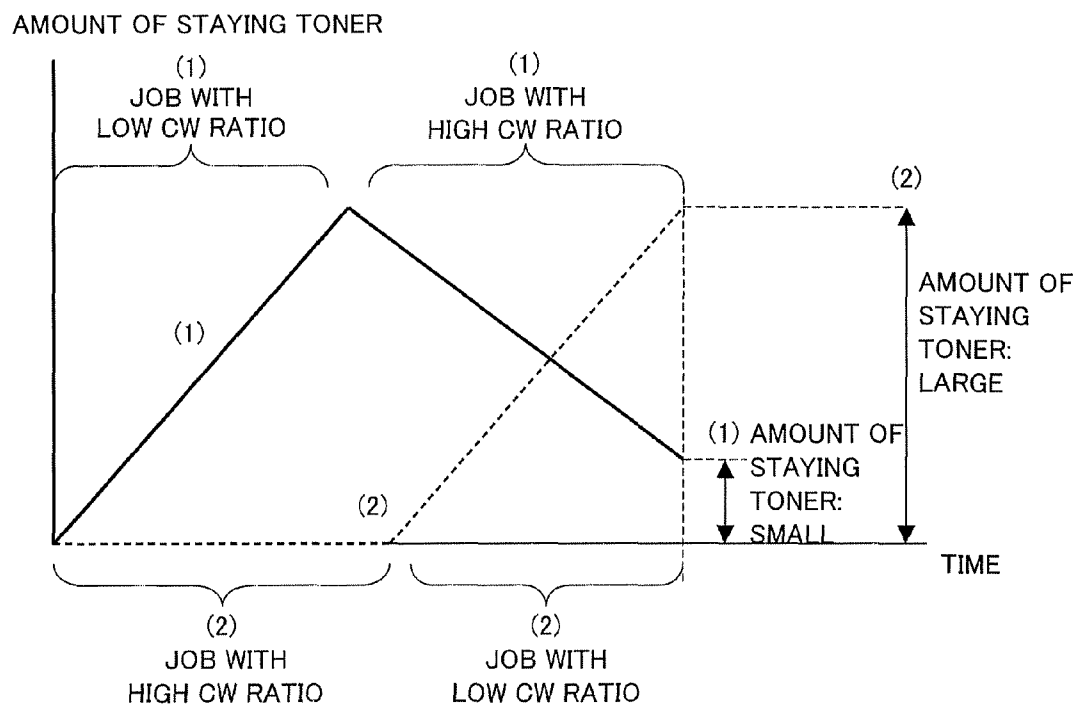 AMOUNT OF STAYING TONER
(1)
JOB WITH
LOW CW RATIO
(1)
JOB WITH
HIGH CW RATIO
(2)
AMOUNT OF
STAYING
TONER:
LARGE
(1)
(1) AMOUNT OF
STAYING
TONER:
SMALL
(2)
TIME
(2)
JOB WITH
HIGH CW RATIO
(2)
JOB WITH
LOW CW RATIO